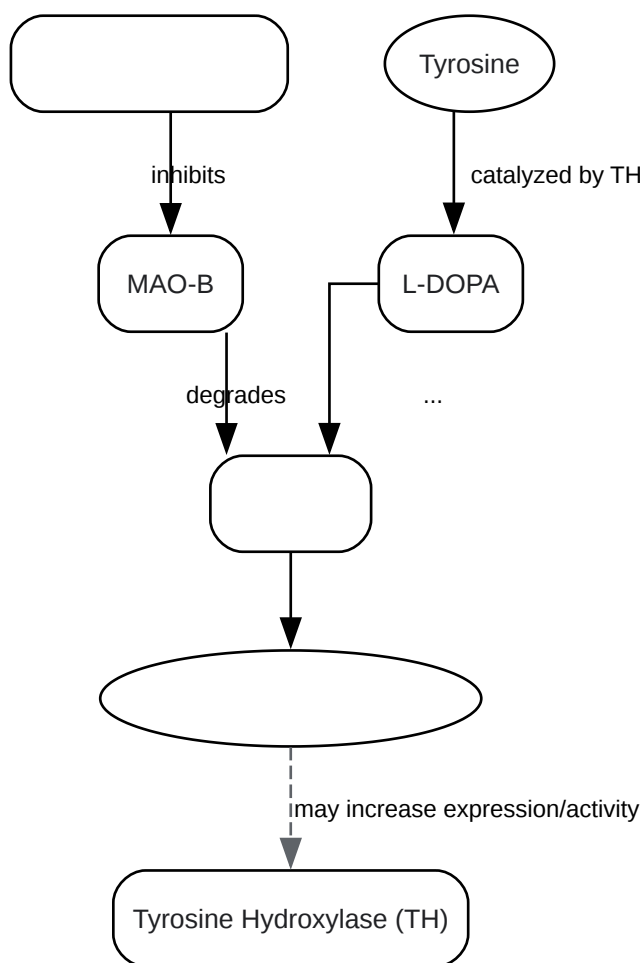 Tyrosine
inhibits
catalyzed by TH
MAO-B
L-DOPA
degrades
...
may increase expression/activity
Tyrosine Hydroxylase (TH)